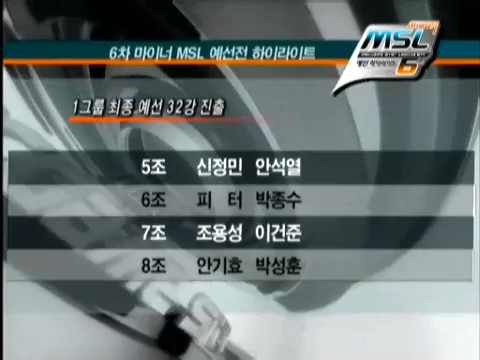 6차 마이너 MSL 예선전 하이라이트
MSL
6
1그룹 최종 예선 32강 진출
5조 신정민 안석열
6조 피 터 박종수
7조 조용성 이건준
8조 안기효 박성훈